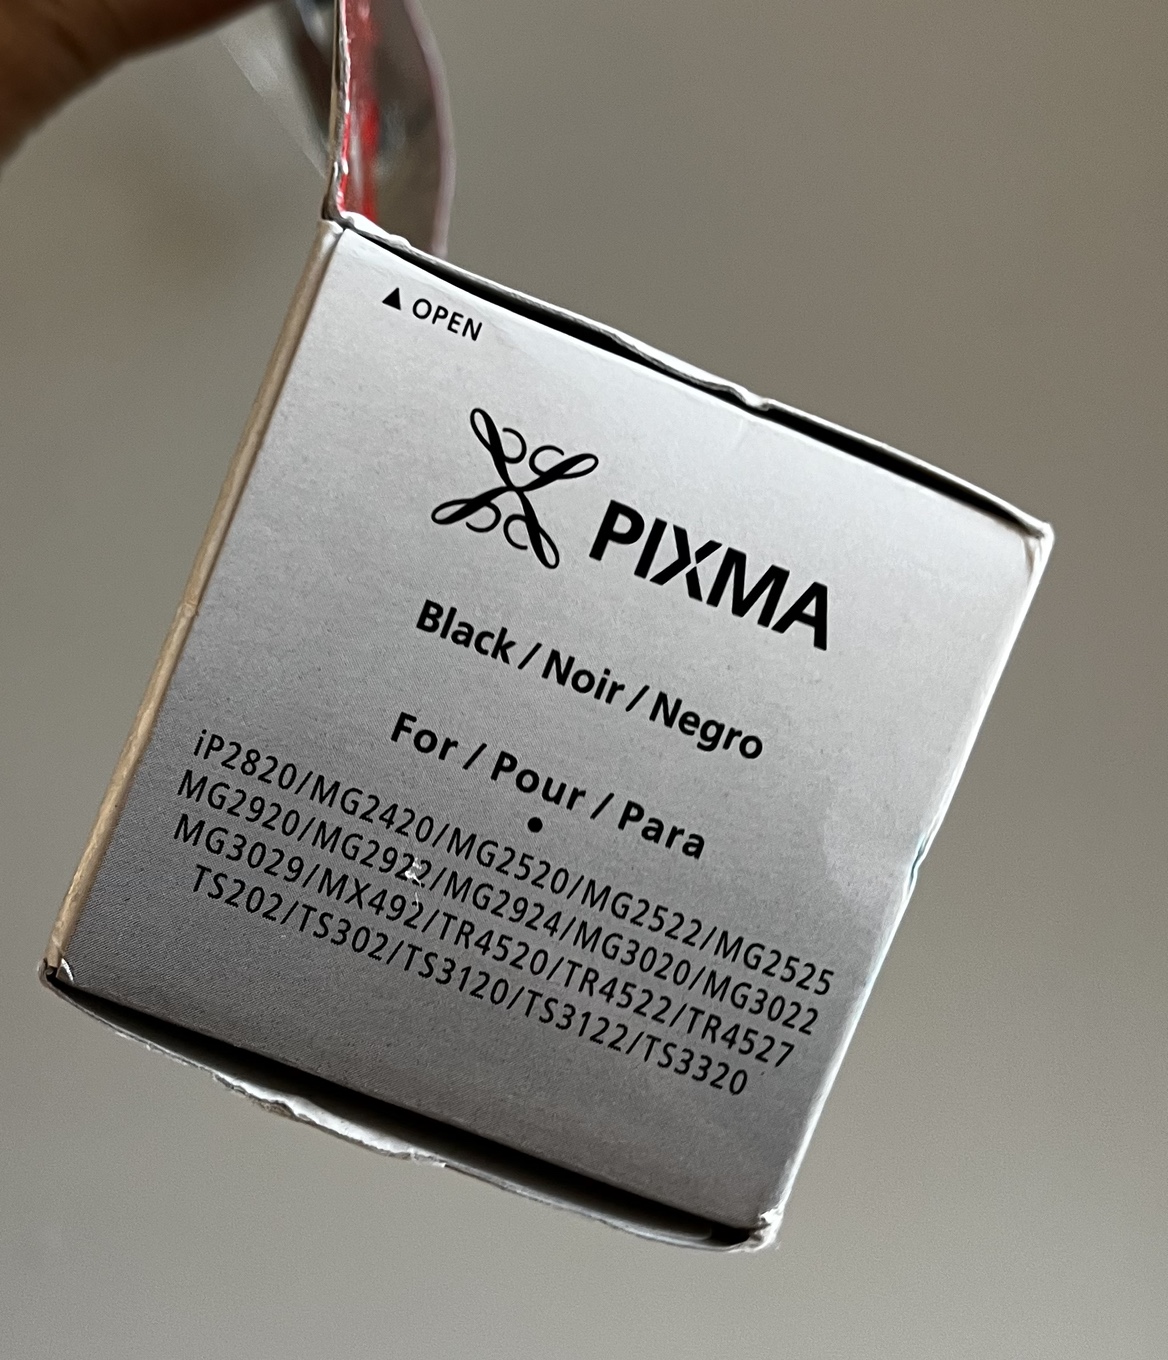 ▲ OPEN
PIXMA
Black / Noir / Negro
For / Pour / Para
iP2820/MG2420/MG2520/MG2522/MG2525
MG2920/MG2922/MG2924/MG3020/MG3022
MG3029/MX492/TR4520/TR4522/TR4527
TS202/TS302/TS3120/TS3122/TS3320